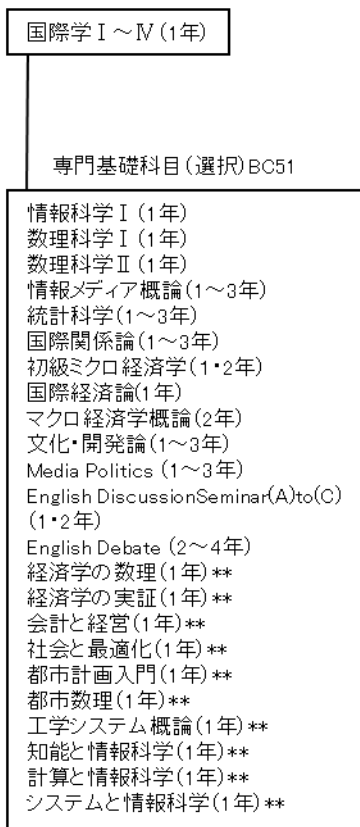 国際学Ⅰ～Ⅳ(1年)
専門基礎科目(選択)BC51
情報科学Ⅰ(1年)
数理科学Ⅰ(1年)
数理科学Ⅱ(1年)
情報メディア概論(1～3年)
統計科学(1～3年)
国際関係論(1～3年)
初級ミクロ経済学(1・2年)
国際経済論(1年)
マクロ経済学概論(2年)
文化・開発論(1～3年)
Media Politics (1～3年)
English DiscussionSeminar(A)to(C)
(1・2年)
English Debate (2～4年)
経済学の数理(1年)**
経済学の実証(1年)**
会計と経営(1年)**
社会と最適化(1年)**
都市計画入門(1年)**
都市数理(1年)**
工学システム概論(1年)**
知能と情報科学(1年)**
計算と情報科学(1年)**
システムと情報科学(1年)**